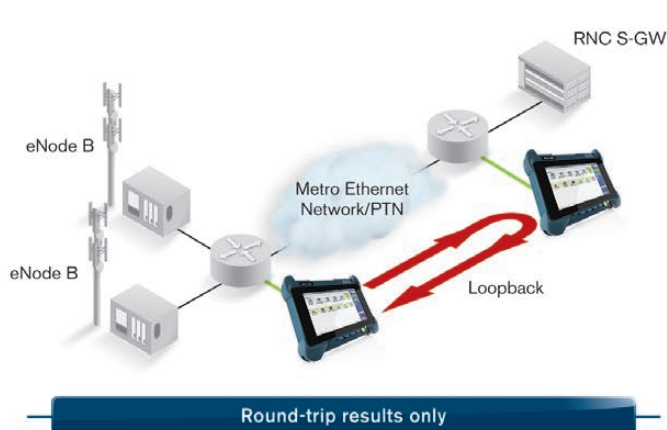 RNC S-GW
eNode B
Metro Ethernet
Network/PTN
eNode B
Loopback
Round-trip results only